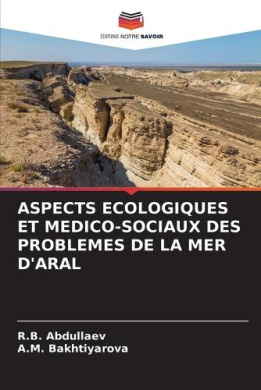 EDITIONS NOTRE SAVOIR
ASPECTS ECOLOGIQUES
ET MEDICO-SOCIAUX DES
PROBLEMES DE LA MER
D'ARAL
R.B. Abdullaev
A.M. Bakhtiyarova